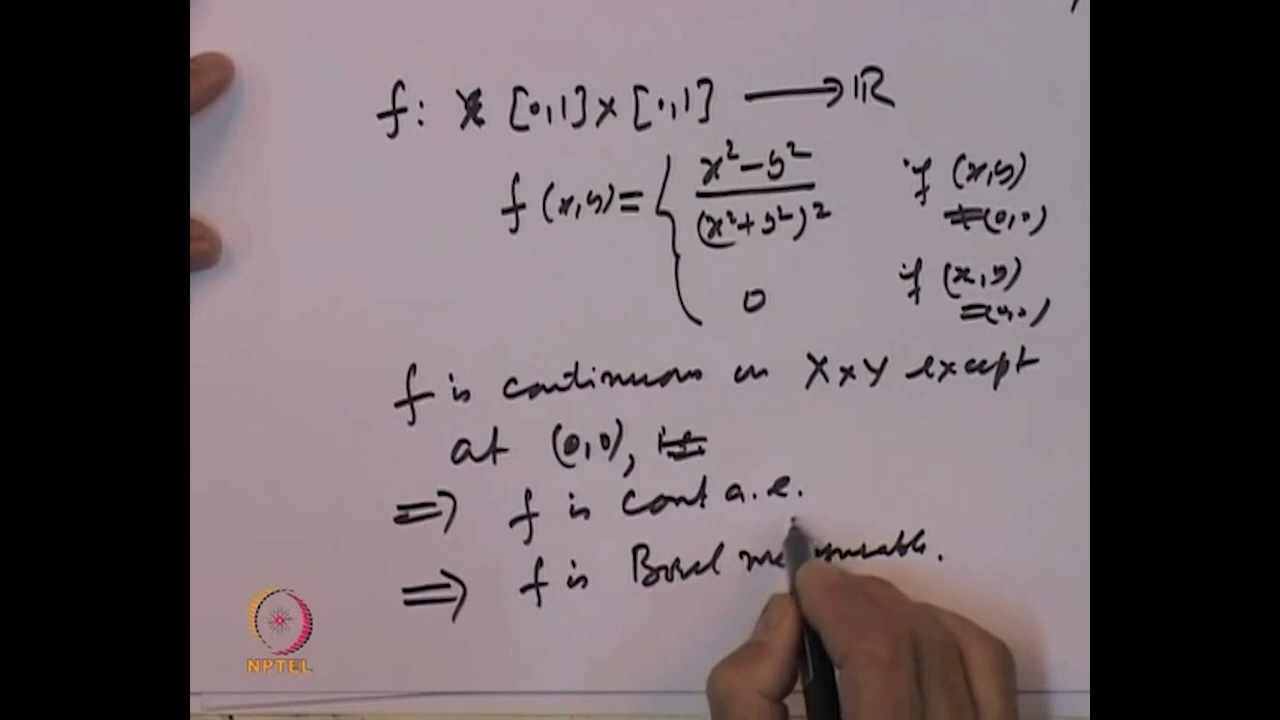 f: [0,1] × [0,1] → ℝ
f(x,y) = { x² − y² / (x² + y²)² if (x,y) ≠ (0,0)
0 if (x,y) = (0,0)
f is continuous on X × Y except
at (0,0),
⇒ f is cont a.e.
⇒ f is Borel measurable.
NPTEL